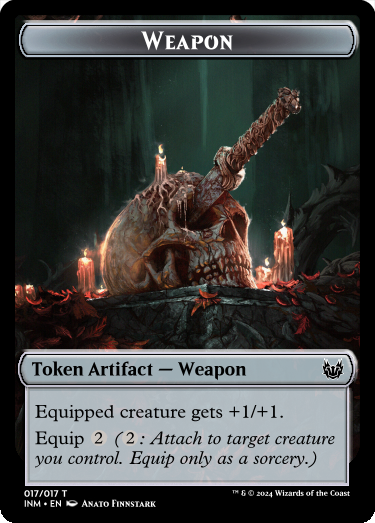 Weapon
Token Artifact — Weapon
Equipped creature gets +1/+1.
Equip 2 (2: Attach to target creature
you control. Equip only as a sorcery.)
017/017 T
™ & © 2024 Wizards of the Coast
INM • EN Anato Finnstark